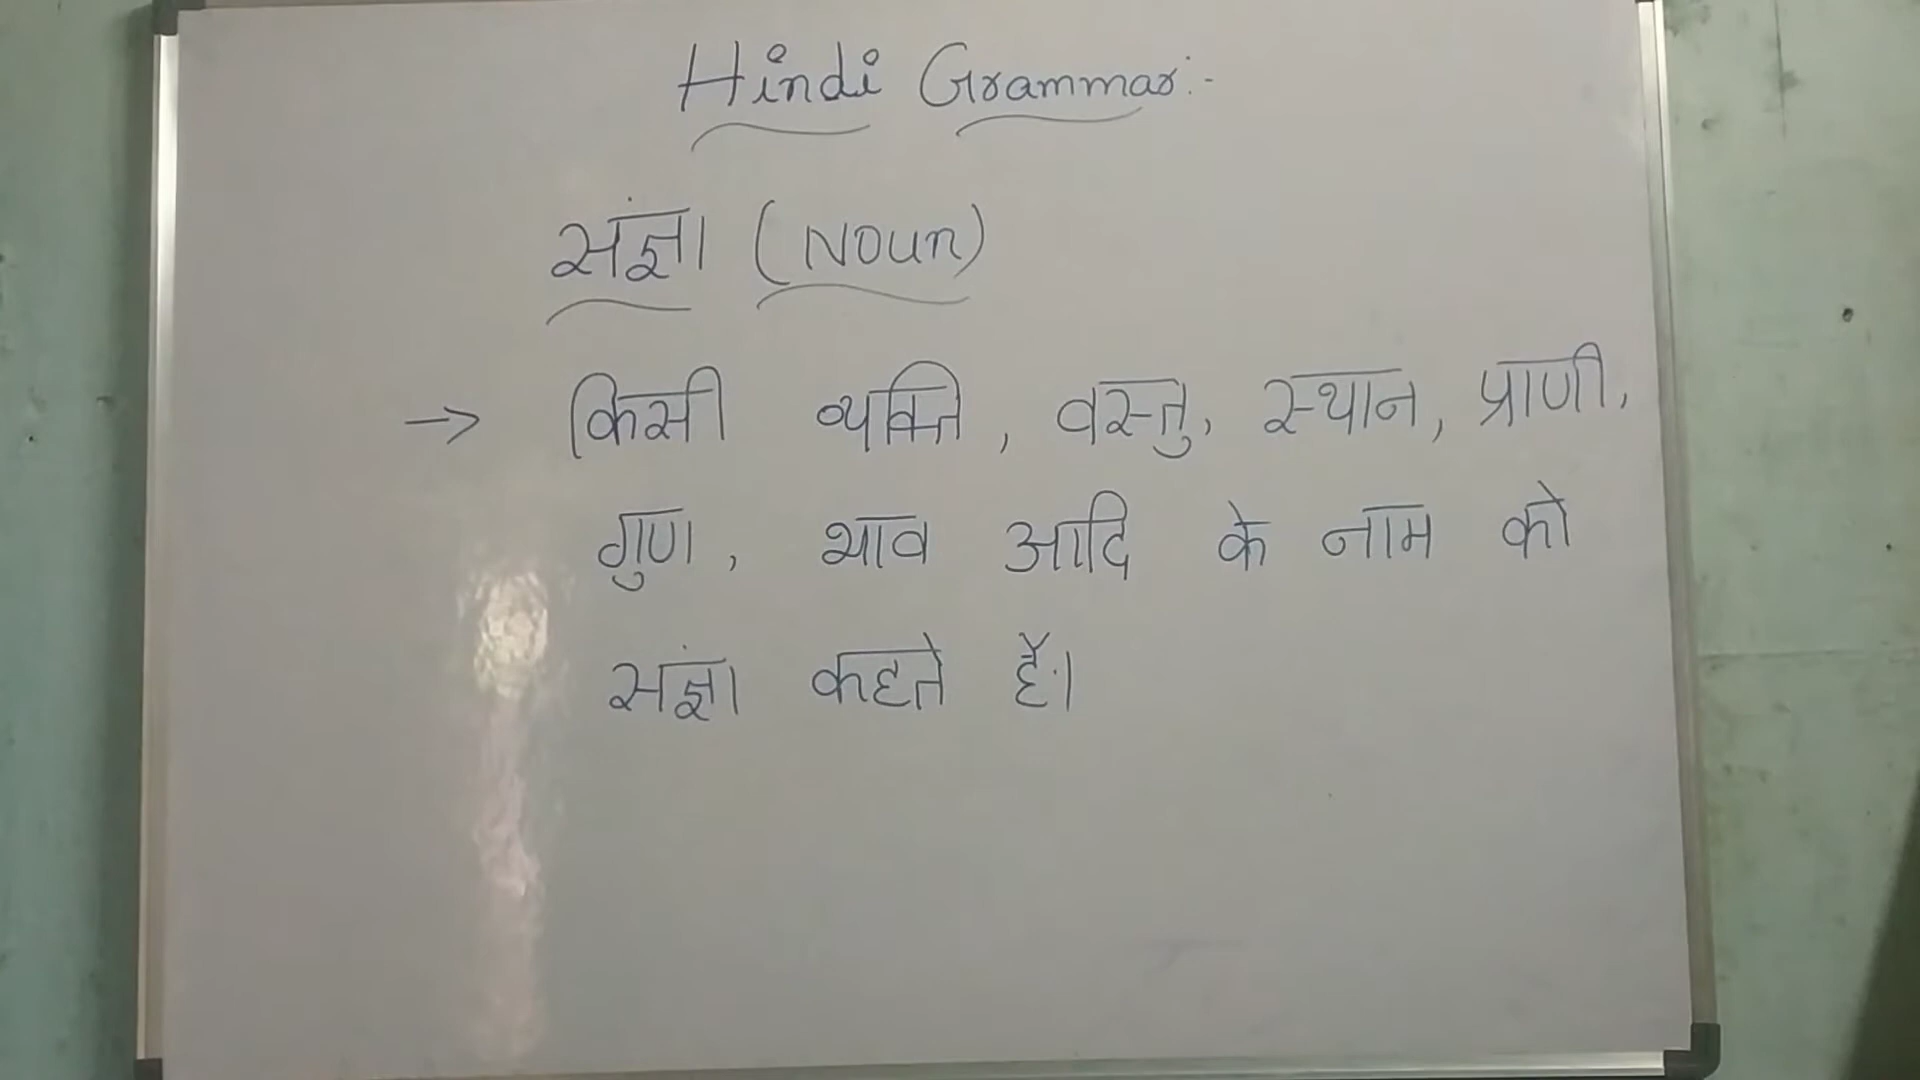 Hindi Grammar:-
संज्ञा (Noun)
→ किसी व्यक्ति, वस्तु, स्थान, प्राणी,
गुण, भाव आदि के नाम को
संज्ञा कहते हैं।